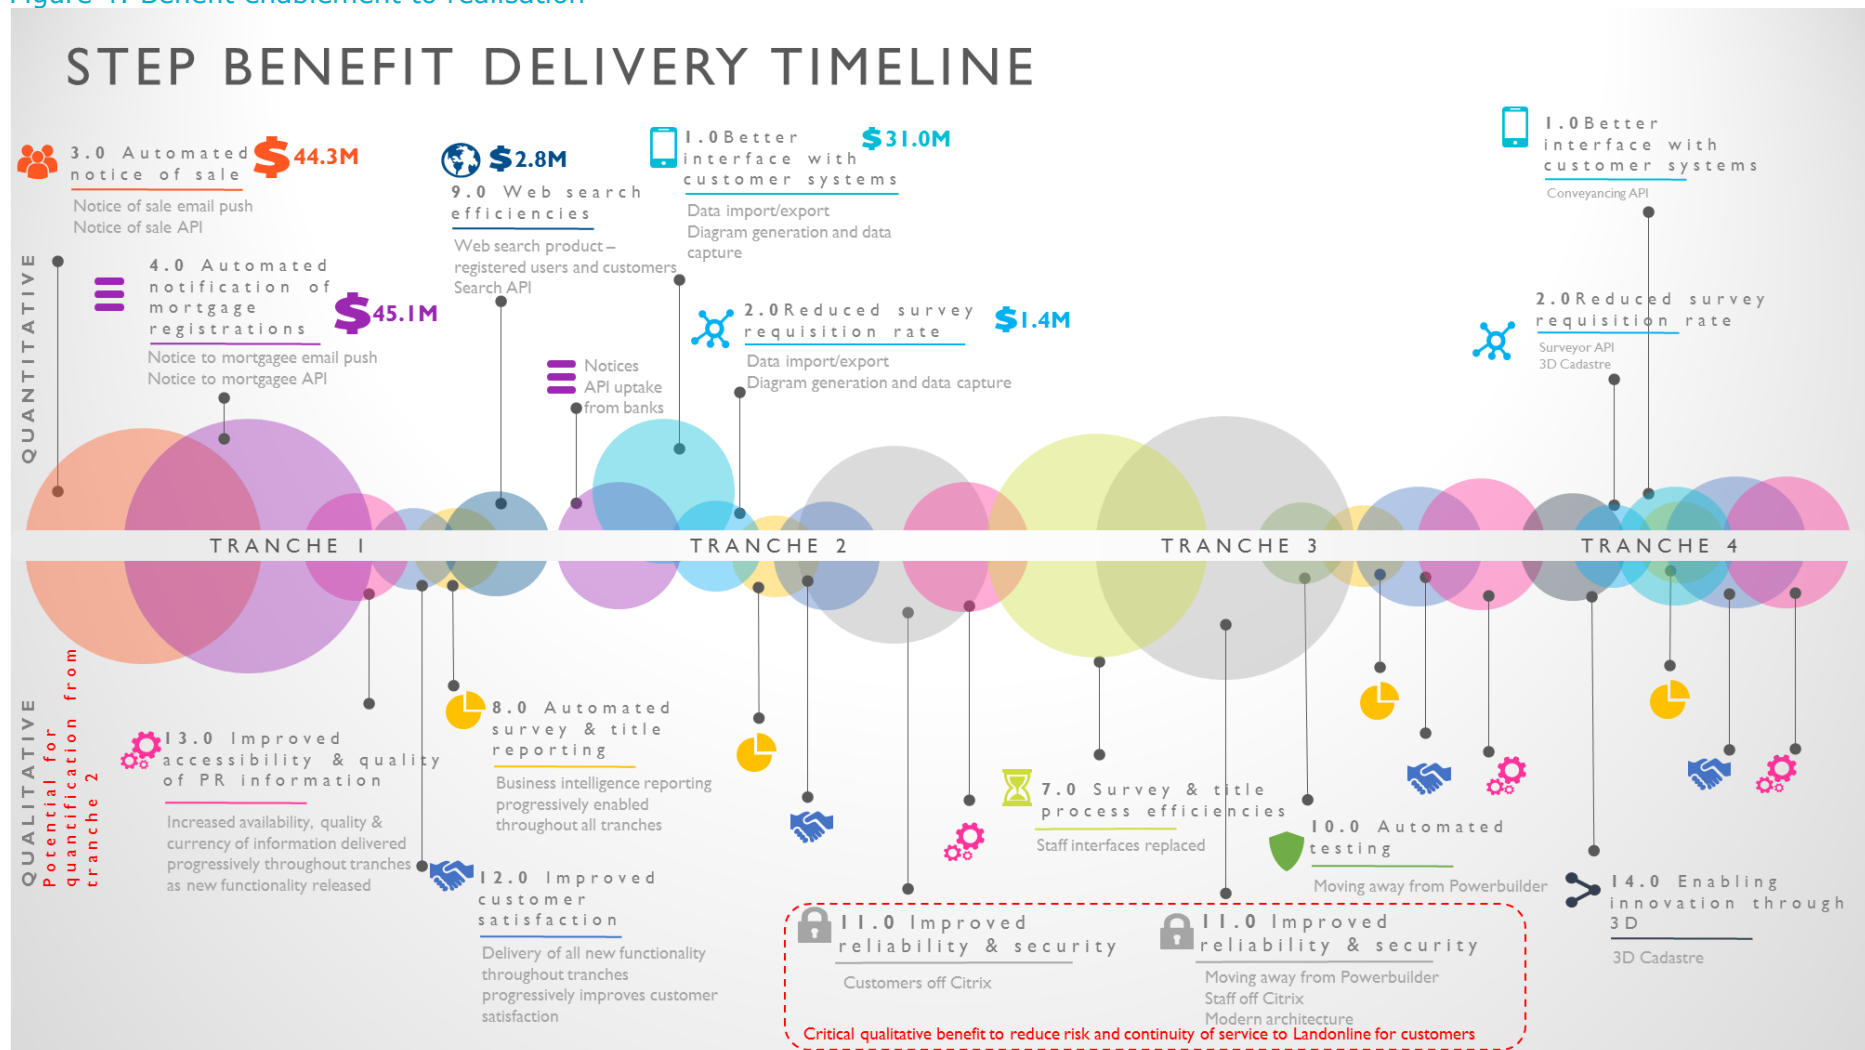 Figure 4: Benefit enablement to realisation
STEP BENEFIT DELIVERY TIMELINE
3.0 Automated
notice of sale
$ 44.3M
Notice of sale email push
Notice of sale API
4.0 Automated
notification of
mortgage
registrations
$ 45.1M
Notice to mortgagee email push
Notice to mortgagee API
$ 2.8M
9.0 Web search
efficiencies
Web search product –
registered users and customers
Search API
Notices
API uptake
from banks
1.0Better
interface with
customer systems
$ 31.0M
Data import/export
Diagram generation and data
capture
2.0Reduced survey
requisition rate
$ 1.4M
Data import/export
Diagram generation and data capture
1.0Better
interface with
customer systems
Conveyancing API
2.0Reduced survey
requisition rate
Surveyor API
3D Cadastre
QUANTITATIVE
TRANCHE 1
TRANCHE 2
TRANCHE 3
TRANCHE 4
QUALITATIVE
Potential for
quantification from
tranche 2
13.0 Improved
accessibility & quality
of PR information
Increased availability, quality &
currency of information delivered
progressively throughout tranches
as new functionality released
8.0 Automated
survey & title
reporting
Business intelligence reporting
progressively enabled
throughout all tranches
12.0 Improved
customer
satisfaction
Delivery of all new functionality
throughout tranches
progressively improves customer
satisfaction
7.0 Survey & title
process efficiencies
Staff interfaces replaced
10.0 Automated
testing
Moving away from Powerbuilder
11.0 Improved
reliability & security
Customers off Citrix
11.0 Improved
reliability & security
Moving away from Powerbuilder
Staff off Citrix
Modern architecture
Critical qualitative benefit to reduce risk and continuity of service to Landonline for customers
14.0 Enabling
innovation through
3D
3D Cadastre